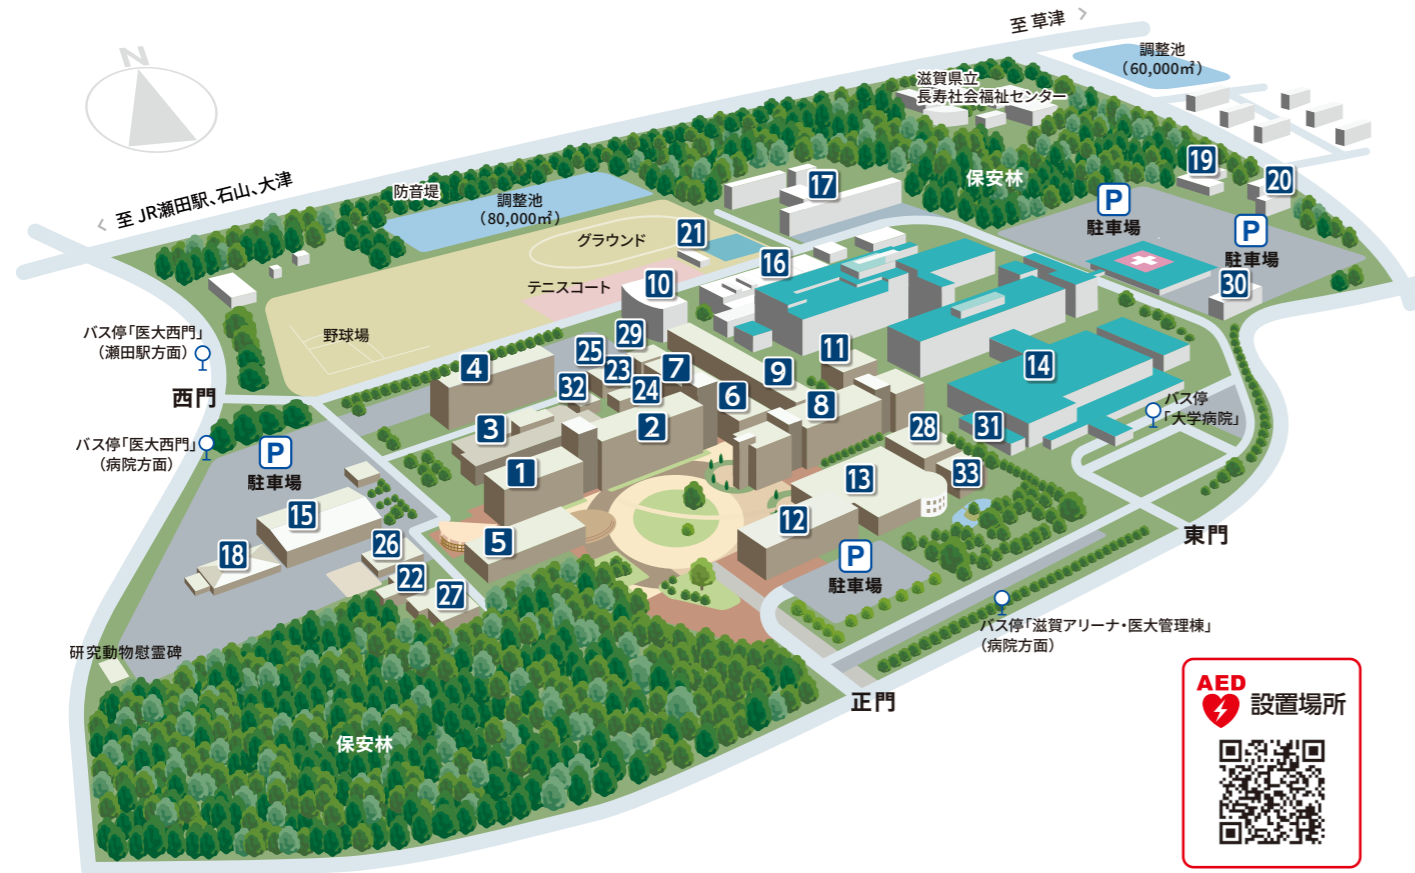 至 草津
調整池
（60,000㎥）
滋賀県立
長寿社会福祉センター
N
保安林
19
20
17
P
駐車場
P
駐車場
至 JR瀬田駅、石山、大津
防音堤
調整池
（80,000㎥）
グラウンド
21
16
10
30
テニスコート
野球場
バス停「医大西門」
（瀬田駅方面）
29
25
11
4
23
7
9
14
32
24
6
8
西門
バス停
「大学病院」
3
2
28
31
バス停「医大西門」
（病院方面）
P
駐車場
1
13
33
15
12
5
26
18
22
27
P
駐車場
東門
バス停「滋賀アリーナ・医大管理棟」
（病院方面）
研究動物慰霊碑
正門
保安林
AED
設置場所